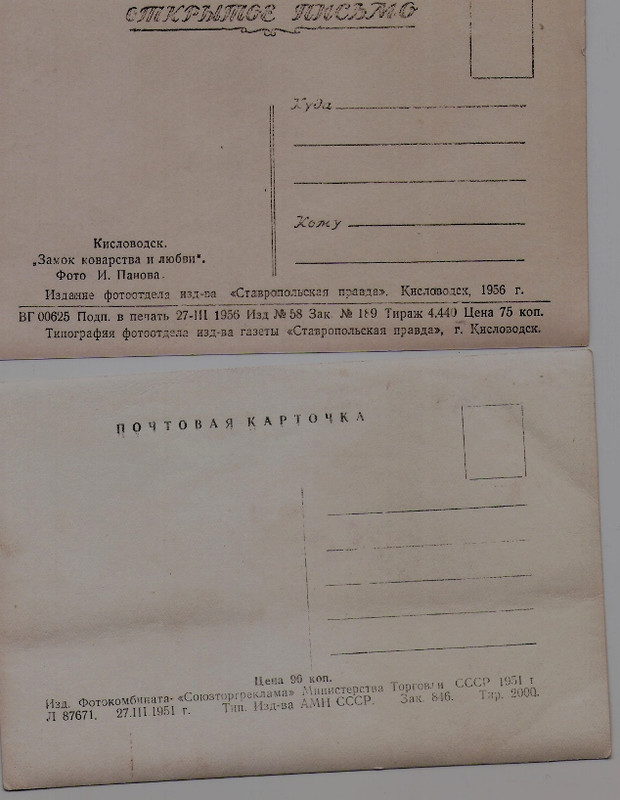 ОТКРЫТОЕ ПИСЬМО
Куда
Кому
Кисловодск.
„Замок коварства и любви“.
Фото И. Панова.
Издание фотоотдела изд-ва «Ставропольская правда». Кисловодск, 1956 г.
ВГ 00625 Подп. в печать 27-III 1956 Изд № 58 Зак. № 189 Тираж 4.440 Цена 75 коп.
Типография фотоотдела изд-ва газеты «Ставропольская правда», г. Кисловодск.
ПОЧТОВАЯ КАРТОЧКА
Цена 90 коп.
Изд. Фотокомбината «Союзторгреклама» Министерства Торговли СССР 1951 г
Л 87671. 27.III.1951 г. Тип. Изд-ва АМН СССР. Зак. 846. Тир. 2000.